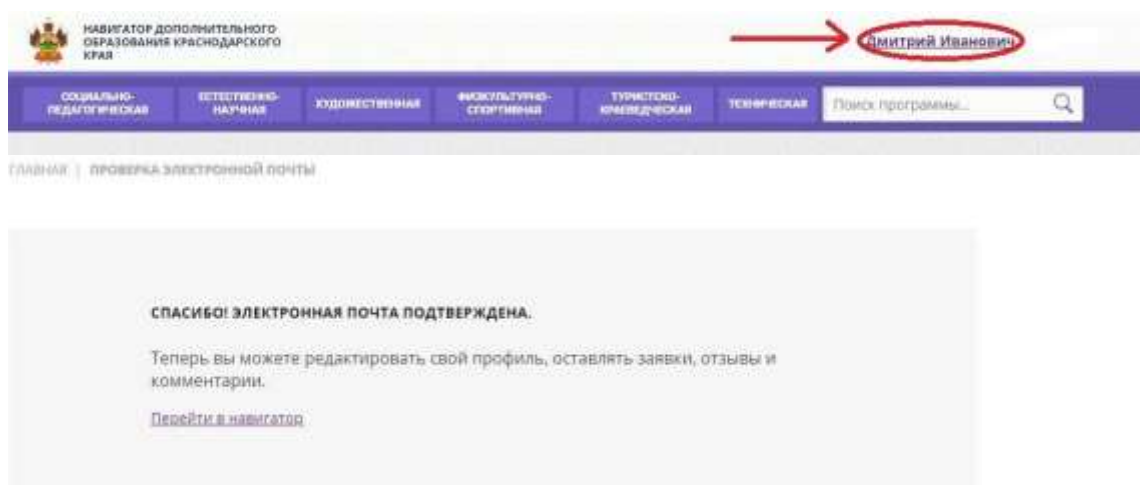 НАВИГАТОР ДОПОЛНИТЕЛЬНОГО
ОБРАЗОВАНИЯ КРАСНОДАРСКОГО
КРАЯ
Дмитрий Иванович
СОЦИАЛЬНО-
ПЕДАГОГИЧЕСКАЯ
ЕСТЕСТВЕННО-
НАУЧНАЯ
ХУДОЖЕСТВЕННАЯ
ФИЗКУЛЬТУРНО-
СПОРТИВНАЯ
ТУРИСТСКО-
КРАЕВЕДЧЕСКАЯ
ТЕХНИЧЕСКАЯ
Поиск программы...
ГЛАВНАЯ | ПРОВЕРКА ЭЛЕКТРОННОЙ ПОЧТЫ
СПАСИБО! ЭЛЕКТРОННАЯ ПОЧТА ПОДТВЕРЖДЕНА.
Теперь вы можете редактировать свой профиль, оставлять заявки, отзывы и
комментарии.
Перейти в навигатор